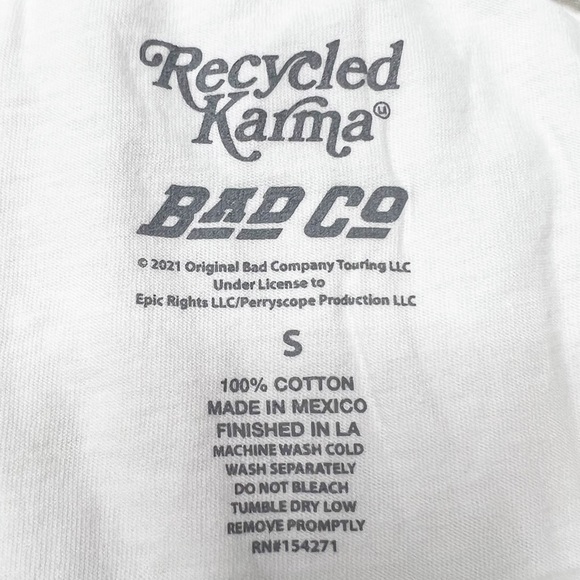 Recycled
Karma
BAD CO
© 2021 Original Bad Company Touring LLC
Under License to
Epic Rights LLC/Perryscope Production LLC
S
100% COTTON
MADE IN MEXICO
FINISHED IN LA
MACHINE WASH COLD
WASH SEPARATELY
DO NOT BLEACH
TUMBLE DRY LOW
REMOVE PROMPTLY
RN#154271